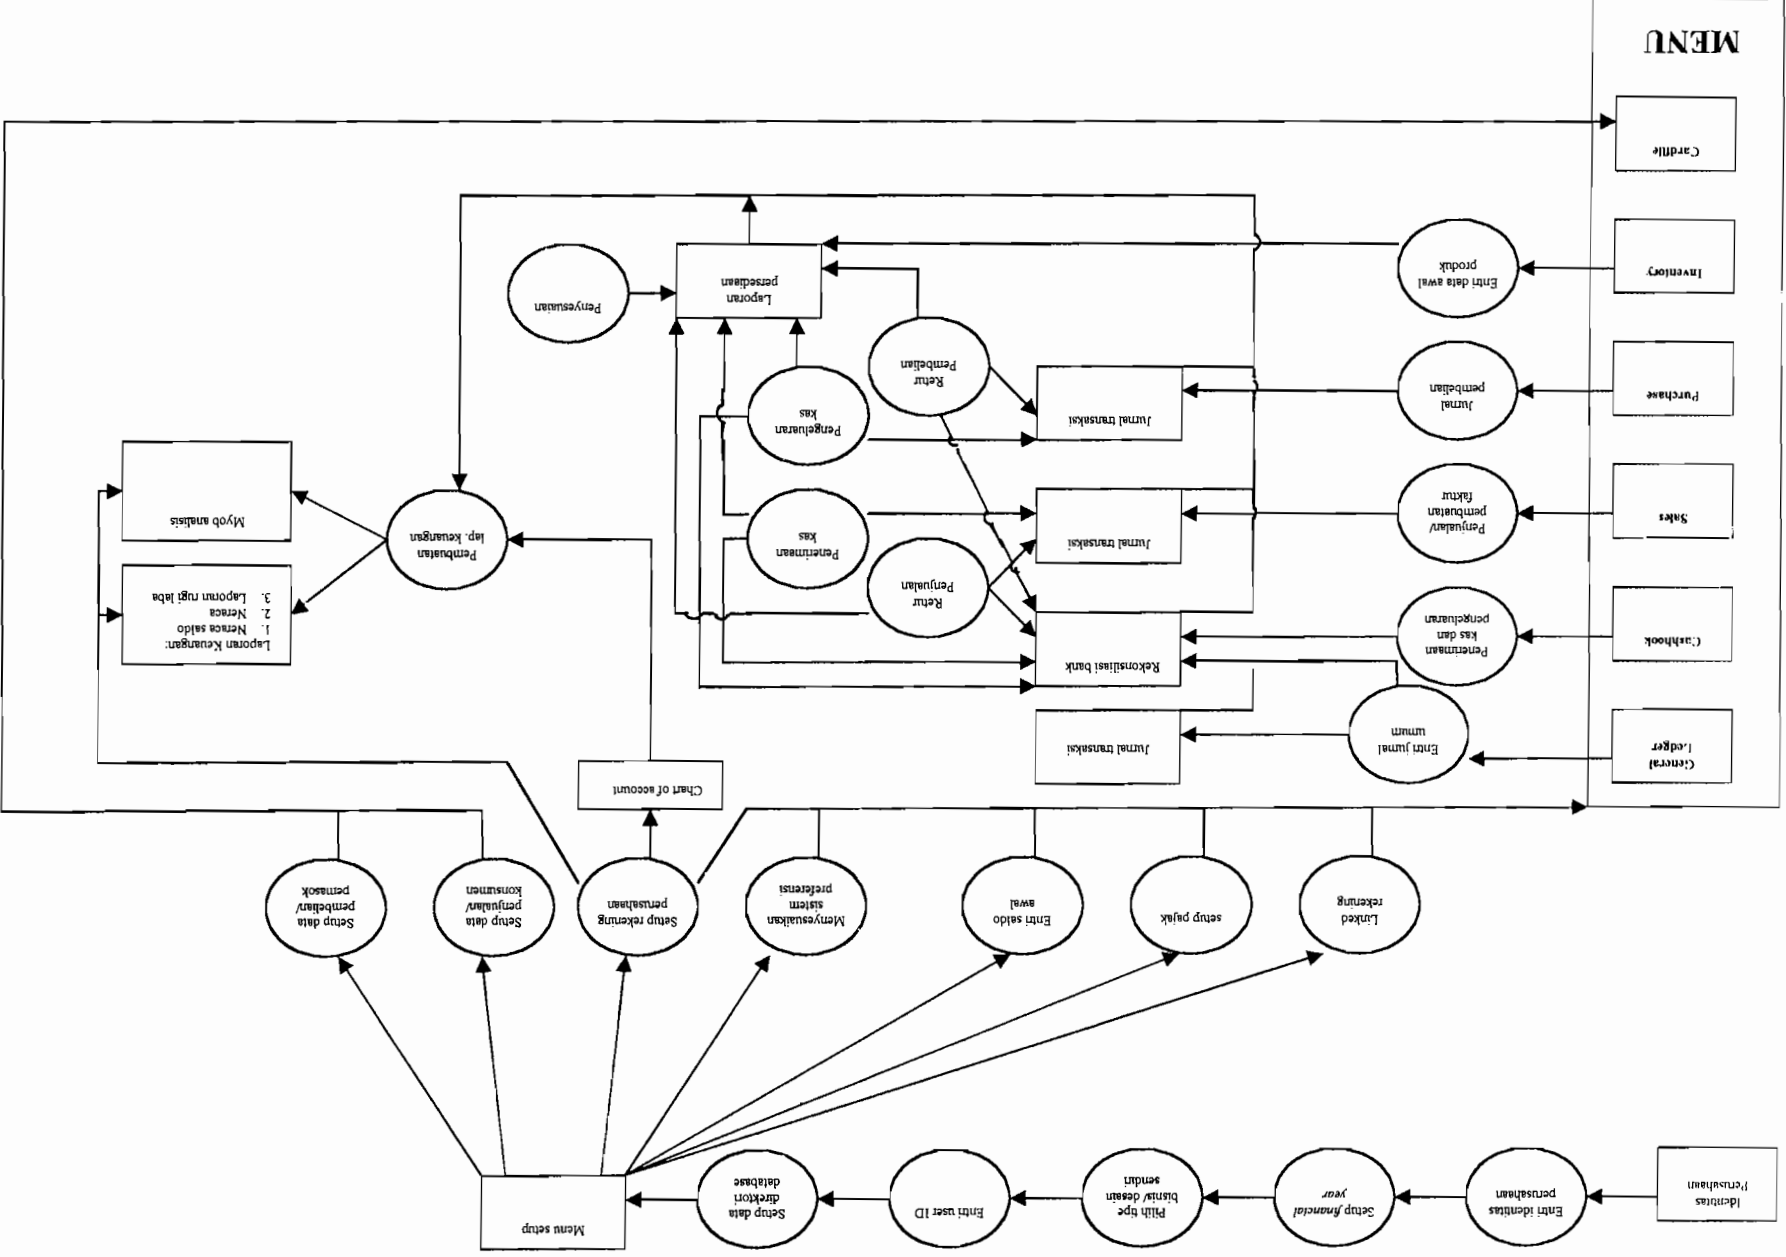 Identitas
Perusahaan
Entri identitas
perusahaan
Setup financial
year
Pilih tipe
bisnis/ desain
sendiri
Entri user ID
Setup data
direktori
database
Menu setup
Linked
rekening
setup pajak
Entri saldo
awal
Menyesuaikan
sistem
preferensi
Setup rekening
perusahaan
Setup data
penjualan/
konsumen
Setup data
pembelian/
pemasok
General
Ledger
Entri jurnal
umum
Jurnal transaksi
Chart of account
Cashbook
Penerimaan
kas dan
pengeluaran
Rekonsiliasi bank
Retur
Penjualan
Laporan Keuangan:
1. Neraca saldo
2. Neraca
3. Laporan rugi laba
Sales
Penjualan/
pembuatan
faktur
Jurnal transaksi
Penerimaan
kas
Pembuatan
lap. keuangan
Myob analisis
Purchase
Jurnal
pembelian
Jurnal transaksi
Retur
Pembelian
Pengeluaran
kas
Inventory
Entri data awal
produk
Laporan
persediaan
Penyesuaian
Cardfile
MENU